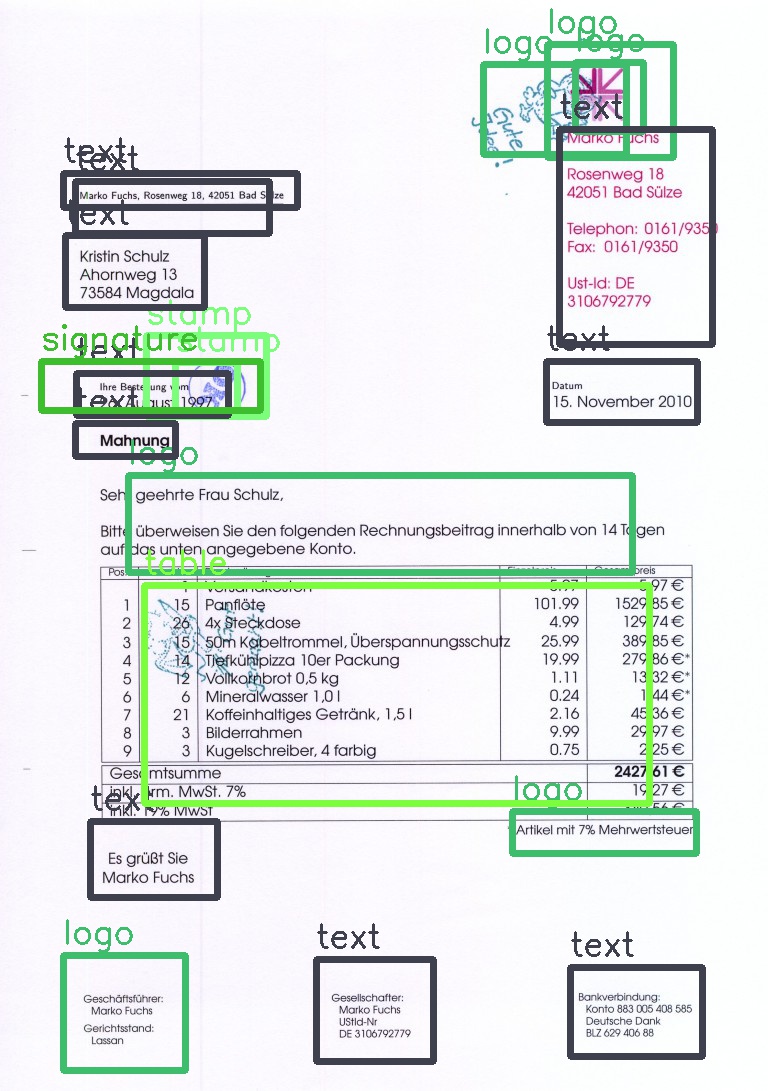 logo
logo
logo
text
Gute
Marko Fuchs
Rosenweg 18
42051 Bad Sülze
Telephon: 0161/9350
Fax: 0161/9350
Ust-Id: DE
3106792779
text
text
Marko Fuchs, Rosenweg 18, 42051 Bad Sülze
text
Kristin Schulz
Ahornweg 13
73584 Magdala
stamp
stamp
signature
text
Ihre Bestellung vom
August 1997
text
Datum
15. November 2010
text
Mahnung
logo
Sehr geehrte Frau Schulz,
Bitte überweisen Sie den folgenden Rechnungsbeitrag innerhalb von 14 Tagen
auf das unten angegebene Konto.
table
Versandkosten 5.97 5.97 €
1 15 Panflöte 101.99 1529.85 €
2 26 4x Steckdose 4.99 129.74 €
3 15 50m Kabeltrommel, Überspannungsschutz 25.99 389.85 €
4 14 Tiefkühlpizza 10er Packung 19.99 279.86 €*
5 12 Vollkornbrot 0,5 kg 1.11 13.32 €*
6 6 Mineralwasser 1,0 l 0.24 1.44 €*
7 21 Koffeinhaltiges Getränk, 1,5 l 2.16 45.36 €
8 3 Bilderrahmen 9.99 29.97 €
9 3 Kugelschreiber, 4 farbig 0.75 2.25 €
Gesamtsumme 2427.61 €
inkl. erm. MwSt. 7% 19.27 €
inkl. 19% MwSt
logo
* Artikel mit 7% Mehrwertsteuer
text
Es grüßt Sie
Marko Fuchs
logo
Geschäftsführer:
Marko Fuchs
Gerichtsstand:
Lassan
text
Gesellschafter:
Marko Fuchs
UStId-Nr
DE 3106792779
text
Bankverbindung:
Konto 883 005 408 585
Deutsche Dank
BLZ 629 406 88